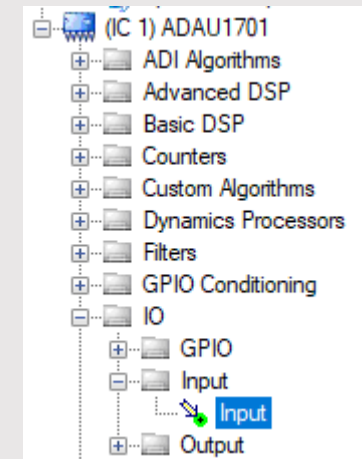 (IC 1) ADAU1701
ADI Algorithms
Advanced DSP
Basic DSP
Counters
Custom Algorithms
Dynamics Processors
Filters
GPIO Conditioning
IO
GPIO
Input
Input
Output